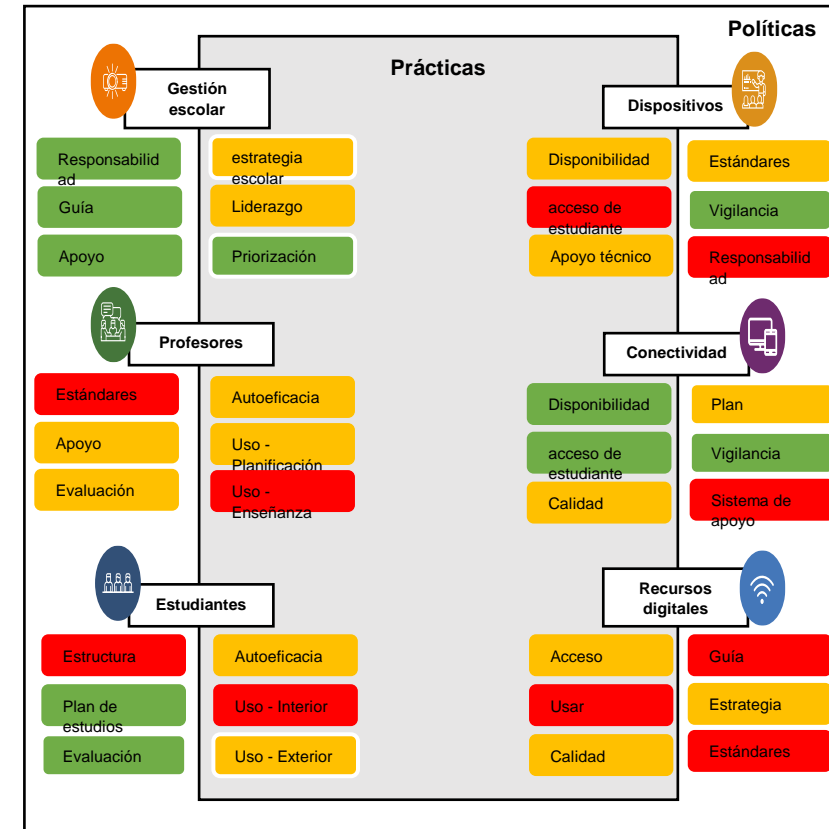 Políticas
Prácticas
Gestión
escolar
Responsabilid
ad
Guía
Apoyo
estrategia
escolar
Liderazgo
Priorización
Dispositivos
Disponibilidad
acceso de
estudiante
Apoyo técnico
Estándares
Vigilancia
Responsabilid
ad
Profesores
Estándares
Apoyo
Evaluación
Autoeficacia
Uso -
Planificación
Uso -
Enseñanza
Conectividad
Disponibilidad
acceso de
estudiante
Calidad
Plan
Vigilancia
Sistema de
apoyo
Estudiantes
Estructura
Plan de
estudios
Evaluación
Autoeficacia
Uso - Interior
Uso - Exterior
Recursos
digitales
Acceso
Usar
Calidad
Guía
Estrategia
Estándares